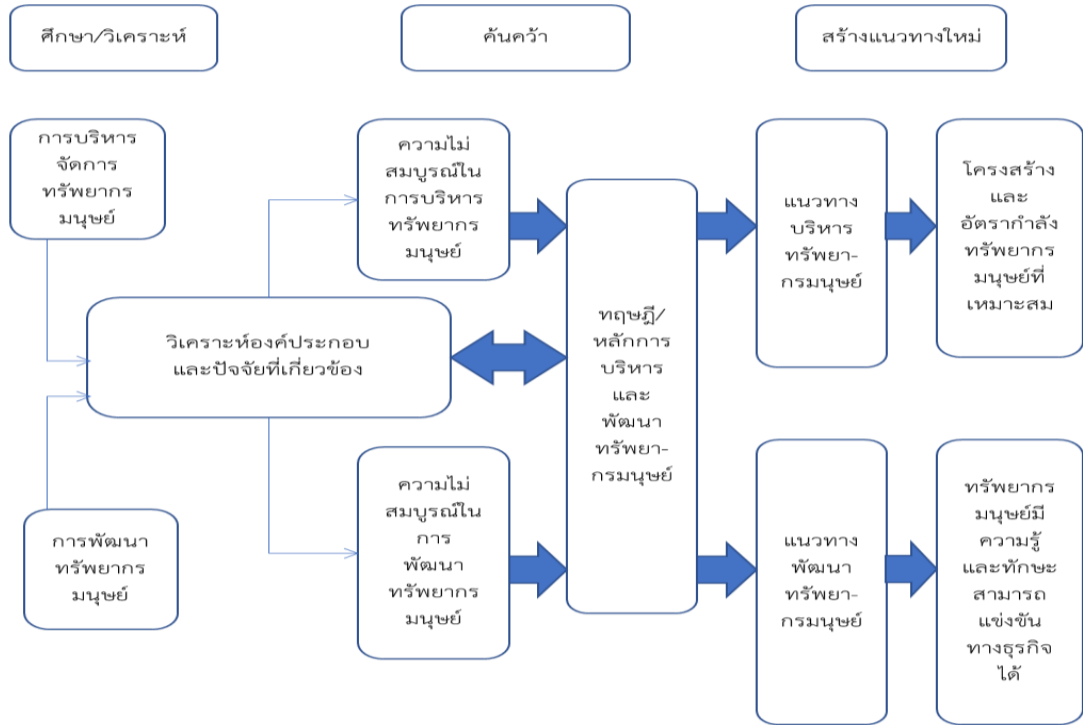 ศึกษา/วิเคราะห์
ค้นคว้า
สร้างแนวทางใหม่
การบริหาร
จัดการ
ทรัพยากร
มนุษย์
ความไม่
สมบูรณ์ใน
การบริหาร
ทรัพยากร
มนุษย์
วิเคราะห์องค์ประกอบ
และปัจจัยที่เกี่ยวข้อง
การพัฒนา
ทรัพยากร
มนุษย์
ความไม่
สมบูรณ์ใน
การ
พัฒนา
ทรัพยากร
มนุษย์
ทฤษฎี/
หลักการ
บริหาร
และ
พัฒนา
ทรัพยา-
กรมนุษย์
แนวทาง
บริหาร
ทรัพยา-
กรมนุษย์
โครงสร้าง
และ
อัตรากำลัง
ทรัพยากร
มนุษย์ที่
เหมาะสม
แนวทาง
พัฒนา
ทรัพยา-
กรมนุษย์
ทรัพยากร
มนุษย์มี
ความรู้
และทักษะ
สามารถ
แข่งขัน
ทางธุรกิจ
ได้